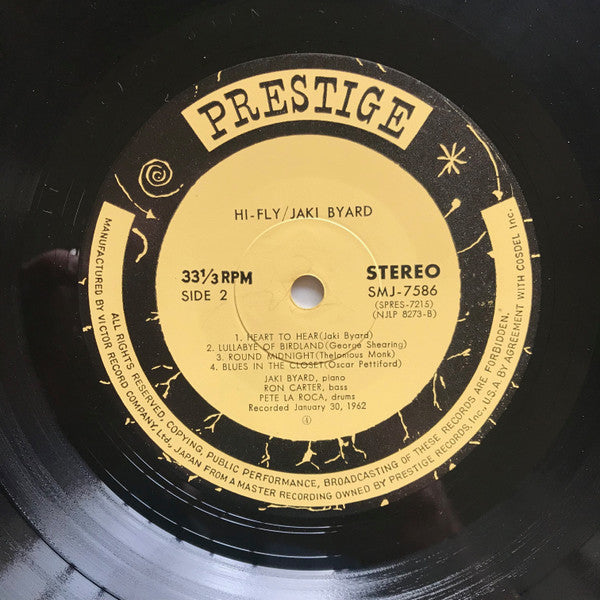 PRESTIGE
HI-FLY/JAKI BYARD
33 1/3 RPM
SIDE 2
STEREO
SMJ-7586
(SPRES-7215)
(NJLP 8273-B)
1. HEART TO HEAR(Jaki Byard)
2. LULLABYE OF BIRDLAND(George Shearing)
3. ROUND MIDNIGHT(Thelonious Monk)
4. BLUES IN THE CLOSET(Oscar Pettiford)
JAKI BYARD, piano
RON CARTER, bass
PETE LA ROCA, drums
Recorded January 30, 1962
ALL RIGHTS RESERVED, COPYING, PUBLIC PERFORMANCE, BROADCASTING OF THESE RECORDS ARE FORBIDDEN.
MANUFACTURED BY VICTOR RECORD COMPANY, Ltd., JAPAN FROM A MASTER RECORDING OWNED BY PRESTIGE RECORDS, Inc., U.S.A. BY AGREEMENT WITH COSDEL Inc.